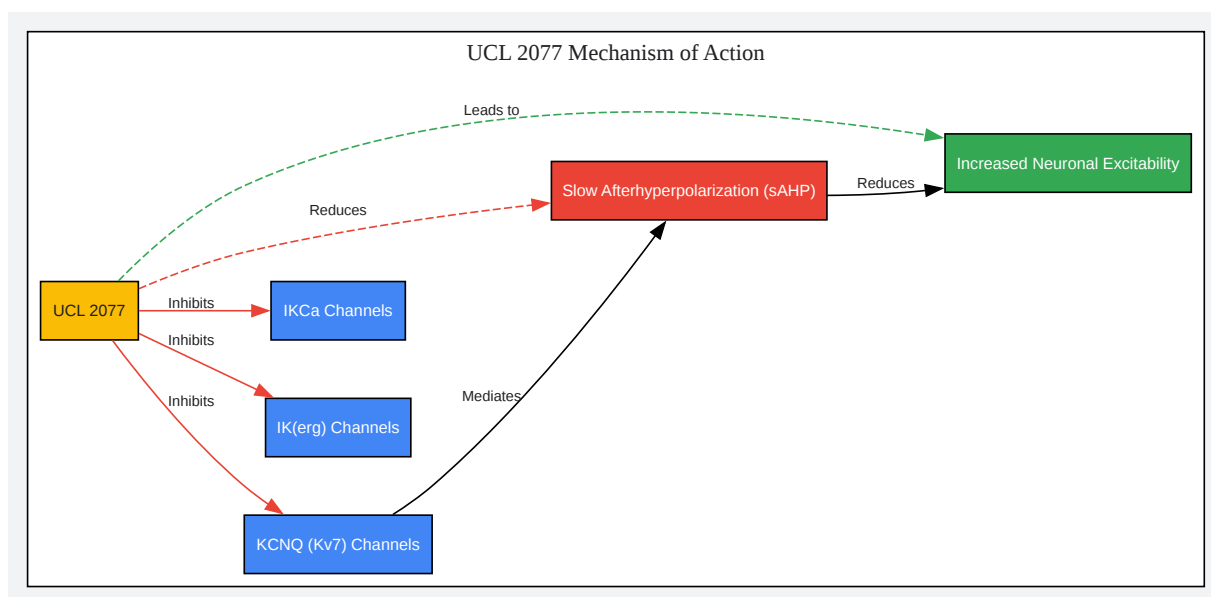 UCL 2077 Mechanism of Action
Leads to
Increased Neuronal Excitability
Slow Afterhyperpolarization (sAHP)
Reduces
Reduces
UCL 2077
Inhibits
IKCa Channels
Inhibits
Inhibits
Mediates
IK(erg) Channels
KCNQ (Kv7) Channels